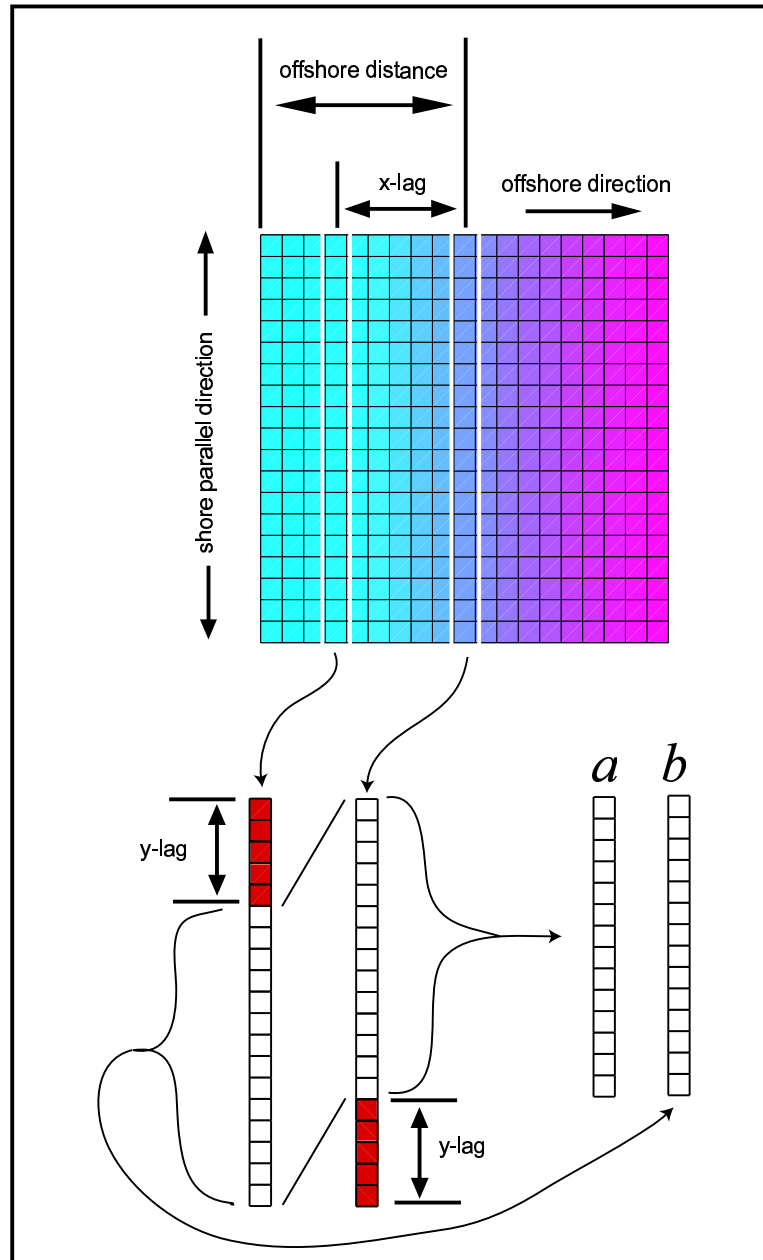 offshore distance
x-lag
offshore direction
shore parallel direction
a b
y-lag
y-lag